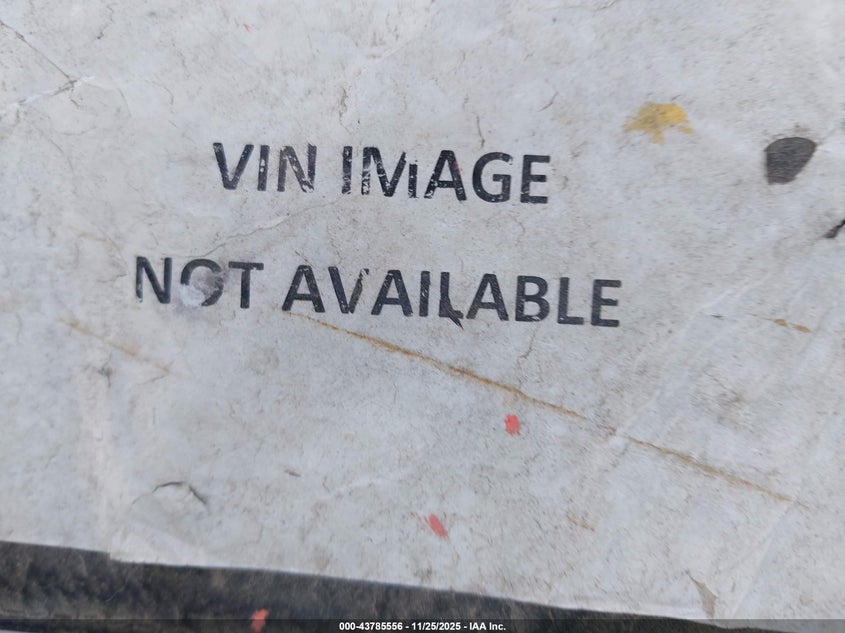 VIN IMAGE
NOT AVAILABLE
000-43785556 - 11/25/2025 - IAA Inc.